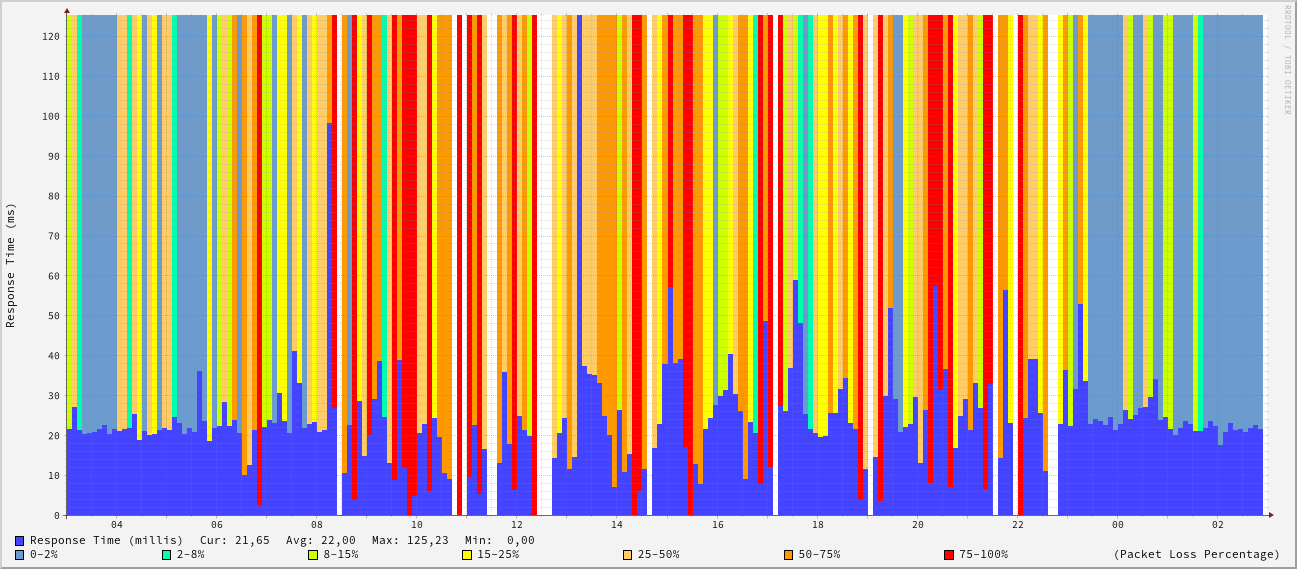 RRDTOOL / TOBI OETIKER
Response Time (ms)
120
110
100
90
80
70
60
50
40
30
20
10
0
04 06 08 10 12 14 16 18 20 22 00 02
Response Time (millis) Cur: 21,65 Avg: 22,00 Max: 125,23 Min: 0,00
0-2% 2-8% 8-15% 15-25% 25-50% 50-75% 75-100% (Packet Loss Percentage)